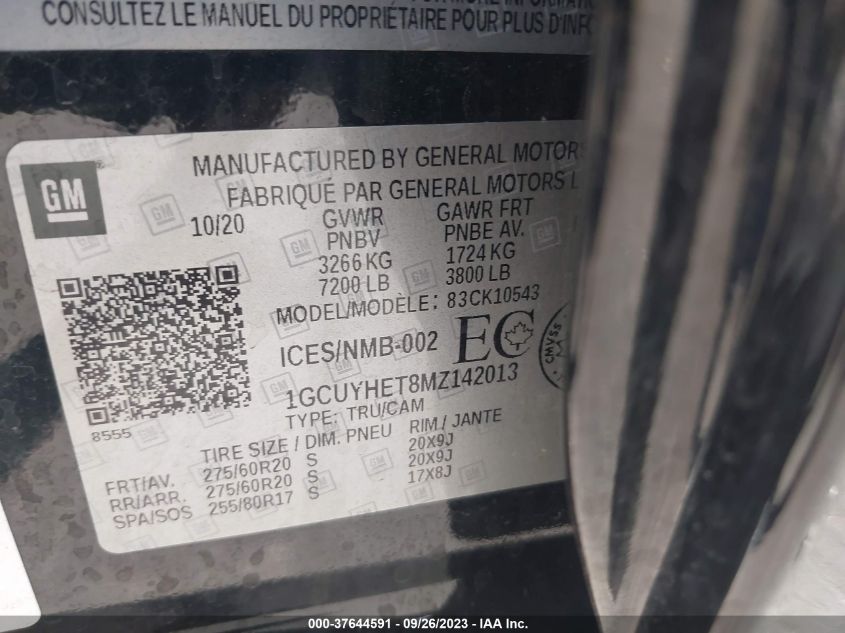 CONSULTEZ LE MANUEL DU PROPRIÉTAIRE POUR PLUS D'INFO
GM
MANUFACTURED BY GENERAL MOTORS
FABRIQUÉ PAR GENERAL MOTORS
10/20
GVWR
PNBV
3266 KG
7200 LB
GAWR FRT
PNBE AV.
1724 KG
3800 LB
MODEL/MODÈLE: 83CK10543
ICES/NMB-002
EC
CMVSS
1GCUYHET8MZ142013
TYPE: TRU/CAM
8555
TIRE SIZE / DIM. PNEU RIM / JANTE
FRT/AV. 275/60R20 S 20X9J
RR/ARR. 275/60R20 S 20X9J
SPA/SOS 255/80R17 S 17X8J
000-37644591 - 09/26/2023 - IAA Inc.